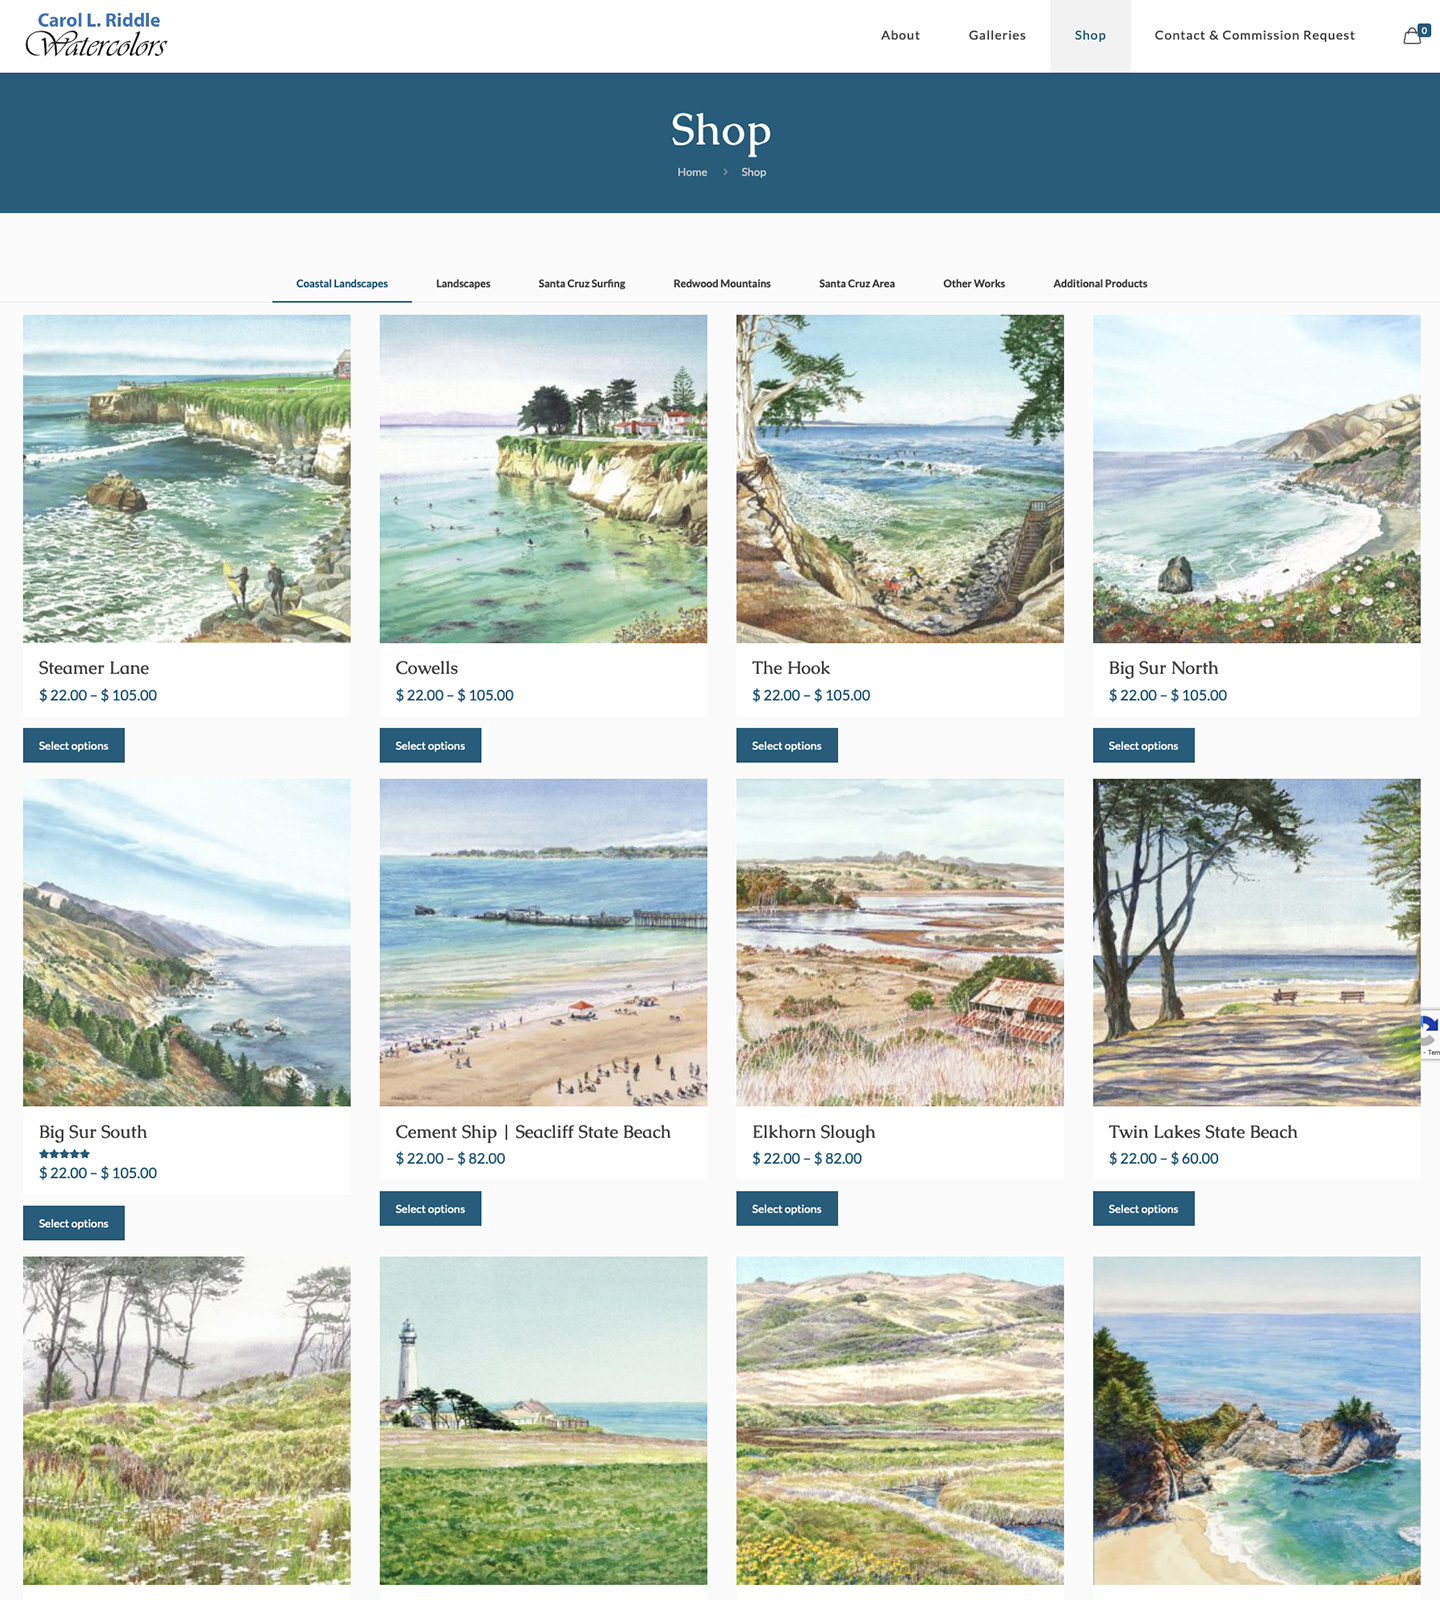 Carol L. Riddle
Watercolors
About Galleries Shop Contact & Commission Request 0
Shop
Home > Shop
Coastal Landscapes Landscapes Santa Cruz Surfing Redwood Mountains Santa Cruz Area Other Works Additional Products
Steamer Lane Cowells The Hook Big Sur North
$ 22.00 – $ 105.00 $ 22.00 – $ 105.00 $ 22.00 – $ 105.00 $ 22.00 – $ 105.00
Select options Select options Select options Select options
Big Sur South Cement Ship | Seacliff State Beach Elkhorn Slough Twin Lakes State Beach
$ 22.00 – $ 105.00 $ 22.00 – $ 82.00 $ 22.00 – $ 82.00 $ 22.00 – $ 60.00
Select options Select options Select options Select options